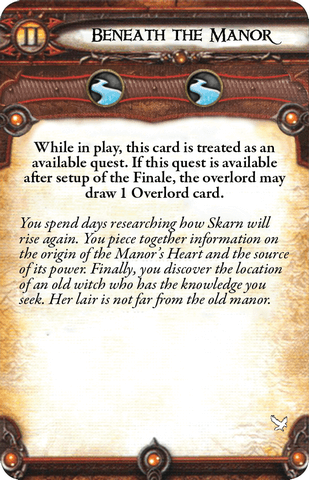 II
BENEATH THE MANOR
While in play, this card is treated as an
available quest. If this quest is available
after setup of the Finale, the overlord may
draw 1 Overlord card.
You spend days researching how Skarn will
rise again. You piece together information on
the origin of the Manor's Heart and the source
of its power. Finally, you discover the location
of an old witch who has the knowledge you
seek. Her lair is not far from the old manor.